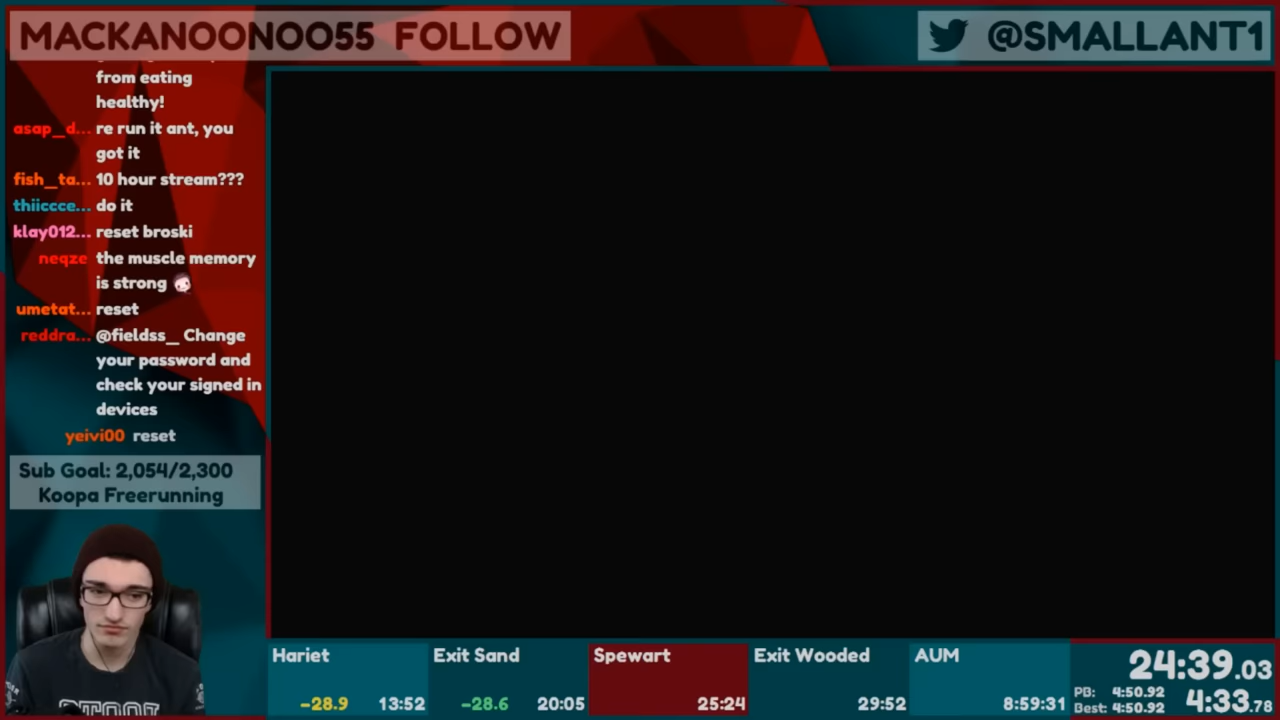 MACKANOONOO55 FOLLOW
@SMALLANT1
from eating
healthy!
asap_d... re run it ant, you
got it
fish_ta... 10 hour stream???
thiiccce... do it
klay012... reset broski
neqze the muscle memory
is strong
umetat... reset
reddra... @fieldss_ Change
your password and
check your signed in
devices
yeivi00 reset
Sub Goal: 2,054/2,300
Koopa Freerunning
Hariet
-28.9 13:52
Exit Sand
-28.6 20:05
Spewart
25:24
Exit Wooded
29:52
AUM
8:59:31
24:39.03
PB: 4:50.92
Best: 4:50.92
4:33.78